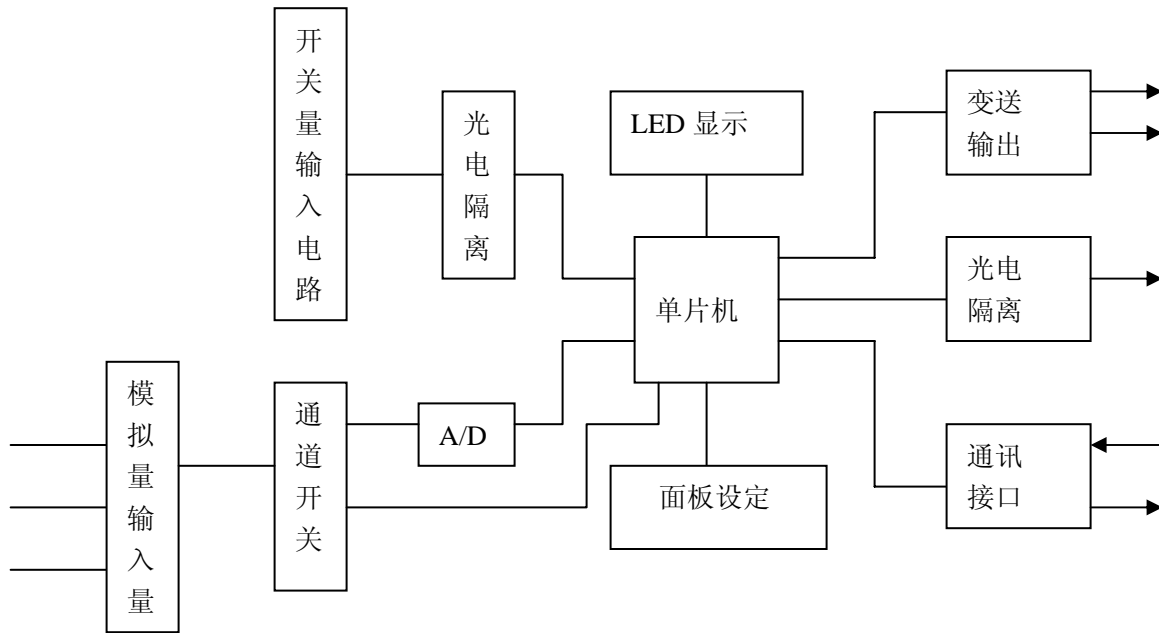 开关量输入电路
光电隔离
LED 显示
变送
输出
单片机
光电
隔离
模拟量输入量
通道开关
A/D
面板设定
通讯
接口